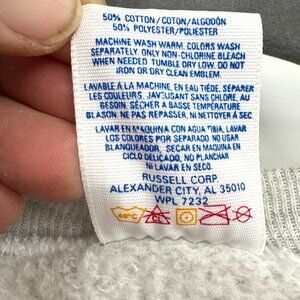 50% COTTON/COTON/ALGODÓN
50% POLYESTER/POLIESTER
MACHINE WASH WARM, COLORS WASH
SEPARATELY. ONLY NON-CHLORINE BLEACH
WHEN NEEDED. TUMBLE DRY LOW. DO NOT
IRON OR DRY CLEAN EMBLEM.
LAVABLE A LA MACHINE, EN EAU TIÈDE. SÉPARER
LES COULEURS. JAVELISANT SANS CHLORE, AU
BESOIN. SÉCHER A BASSE TEMPÉRATURE
BLASON. NE PAS REPASSER, NI NETTOYER A SEC.
LAVAR EN MAQUINA CON AGUA TIBIA. LAVAR
LOS COLORES POR SEPARADO NO USAR
BLANQUEADOR. SECAR EN MAQUINA EN
CICLO DELICADO, NO PLANCHAR
NI LAVAR EN SECO.
RUSSELL CORP.
ALEXANDER CITY, AL 35010
WPL 7232
40°C